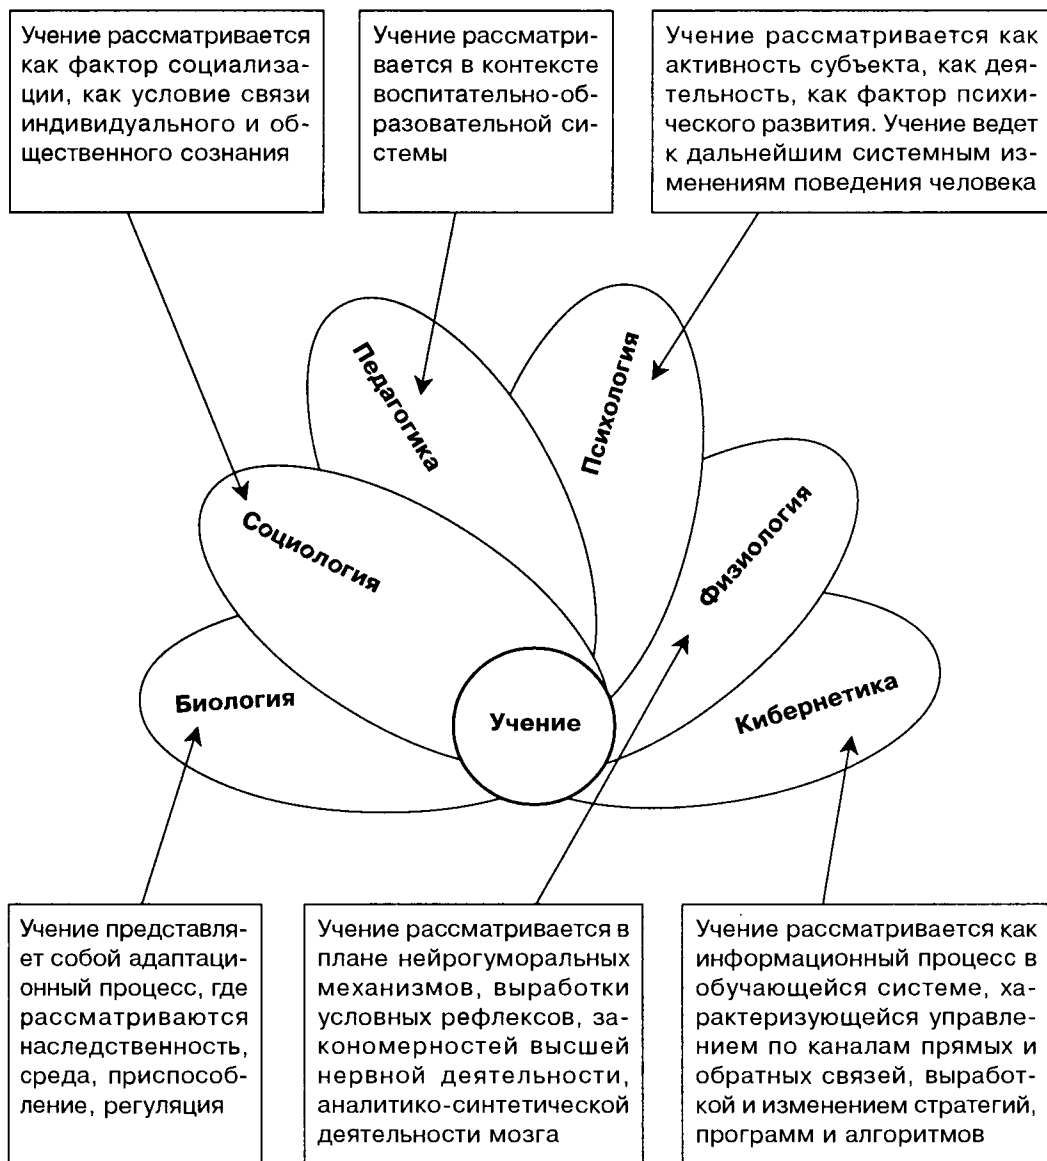 Учение рассматривается
как фактор социализа-
ции, как условие связи
индивидуального и об-
щественного сознания
Учение рассматри-
вается в контексте
воспитательно-об-
разовательной си-
стемы
Учение рассматривается как
активность субъекта, как дея-
тельность, как фактор психи-
ческого развития. Учение ведет
к дальнейшим системным из-
менениям поведения человека
Педагогика
Психология
Социология
Физиология
Биология
Учение
Кибернетика
Учение представля-
ет собой адаптаци-
онный процесс, где
рассматриваются
наследственность,
среда, приспособ-
ление, регуляция
Учение рассматривается в
плане нейрогуморальных
механизмов, выработки
условных рефлексов, за-
кономерностей высшей
нервной деятельности,
аналитико-синтетической
деятельности мозга
Учение рассматривается как
информационный процесс в
обучающейся системе, ха-
рактеризующейся управле-
нием по каналам прямых и
обратных связей, выработ-
кой и изменением стратегий,
программ и алгоритмов